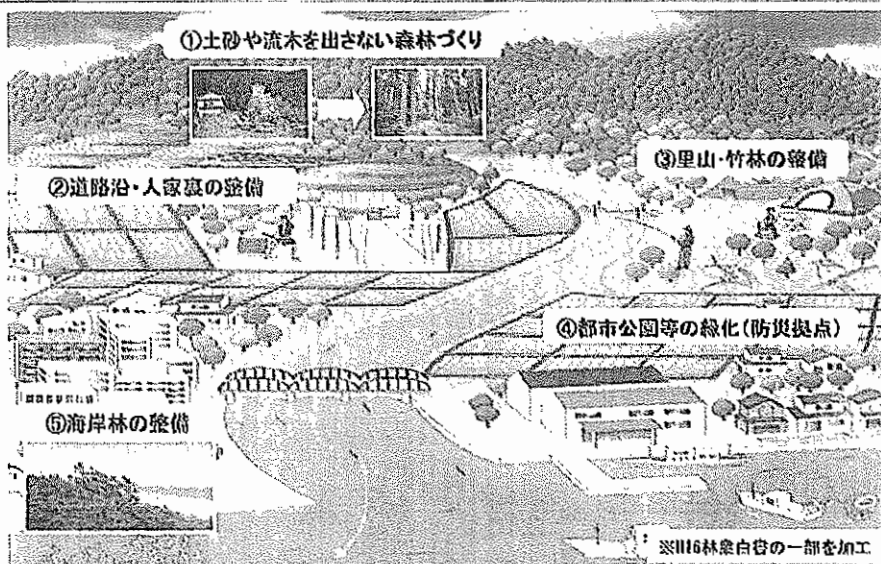 ①土砂や流木を出さない森林づくり
③里山・竹林の整備
②道路沿・人家裏の整備
④都市公園等の緑化(防災拠点)
⑤海岸林の整備
※H16林業白書の一部を加工